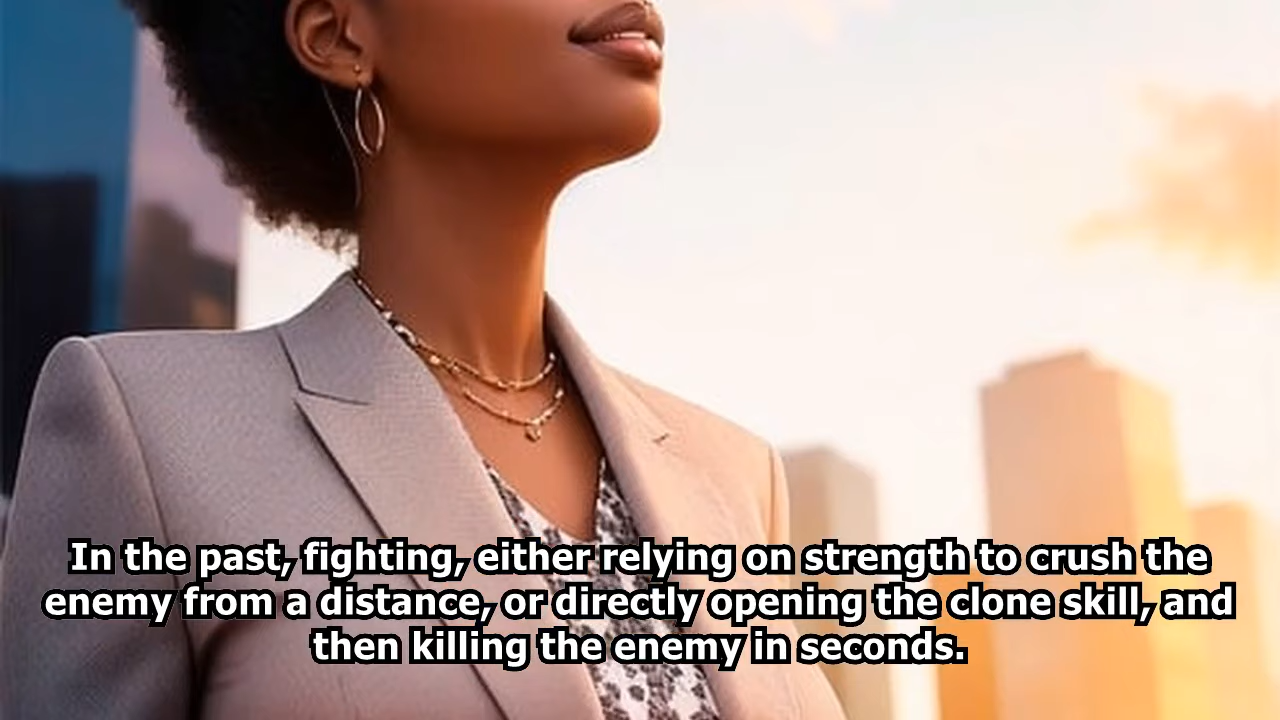 In the past, fighting, either relying on strength to crush the
enemy from a distance, or directly opening the clone skill, and
then killing the enemy in seconds.